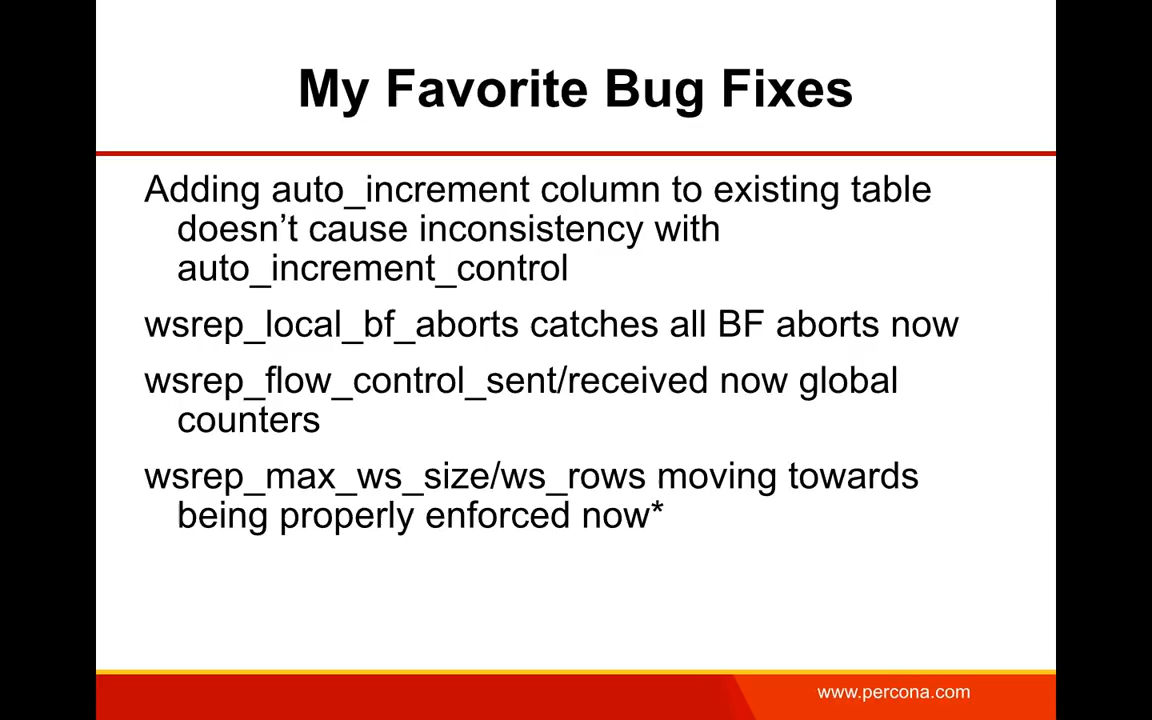 My Favorite Bug Fixes
Adding auto_increment column to existing table
doesn’t cause inconsistency with
auto_increment_control
wsrep_local_bf_aborts catches all BF aborts now
wsrep_flow_control_sent/received now global
counters
wsrep_max_ws_size/ws_rows moving towards
being properly enforced now*
www.percona.com